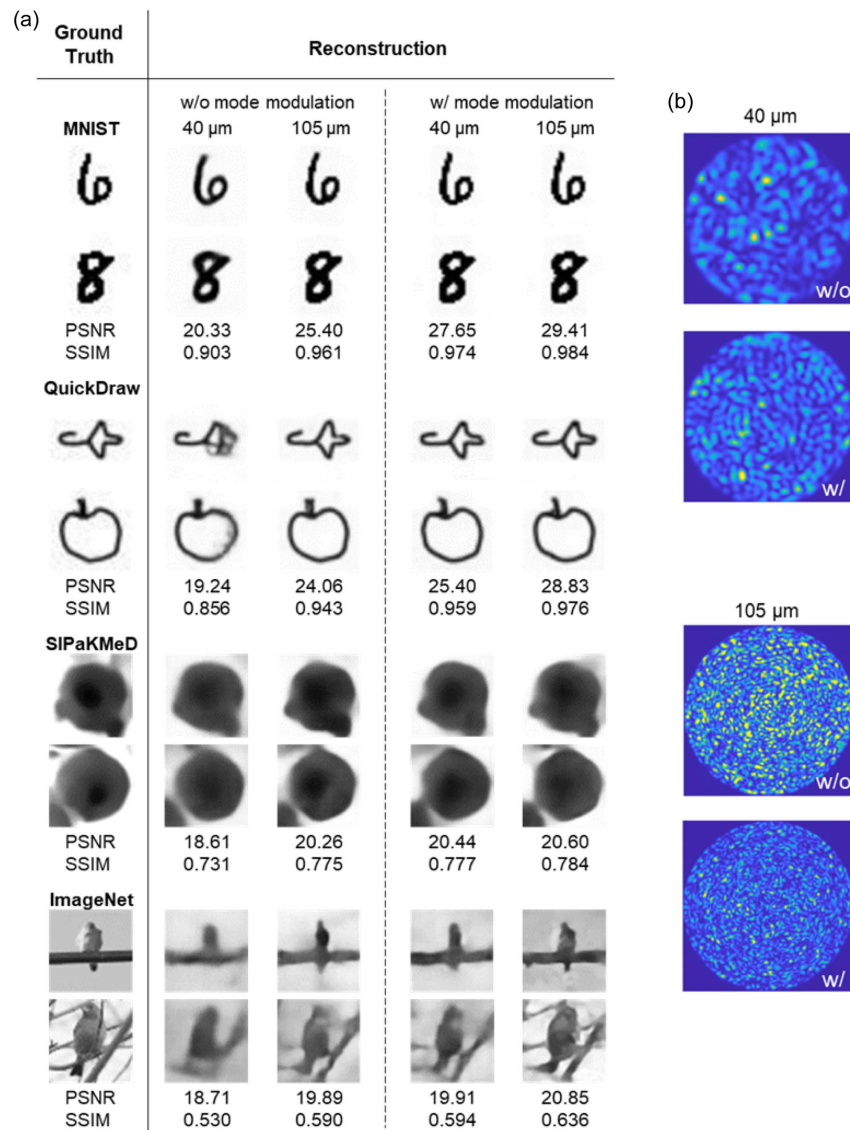 (a)
Ground
Truth
Reconstruction
w/o mode modulation
w/ mode modulation
MNIST
40 μm
105 μm
40 μm
105 μm
PSNR 20.33 25.40 27.65 29.41
SSIM 0.903 0.961 0.974 0.984
QuickDraw
PSNR 19.24 24.06 25.40 28.83
SSIM 0.856 0.943 0.959 0.976
SIPaKMeD
PSNR 18.61 20.26 20.44 20.60
SSIM 0.731 0.775 0.777 0.784
ImageNet
PSNR 18.71 19.89 19.91 20.85
SSIM 0.530 0.590 0.594 0.636
(b)
40 μm
w/o
w/
105 μm
w/o
w/